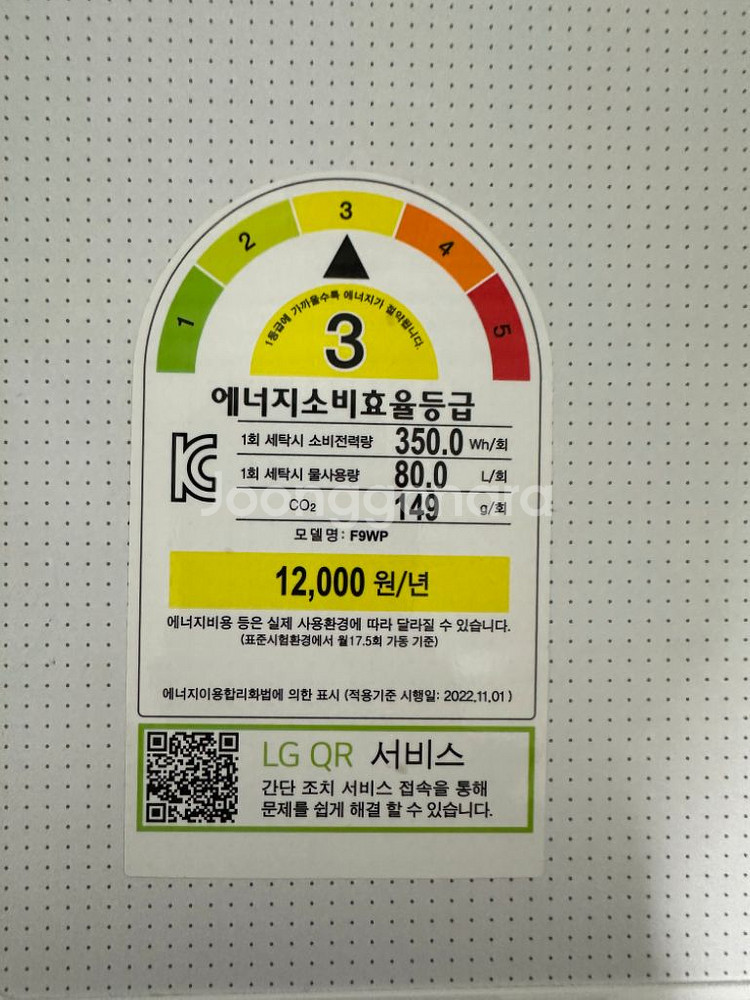 1 2 3 4 5
1등급에 가까울수록 에너지가 절약됩니다.
3
에너지소비효율등급
1회 세탁시 소비전력량 350.0 Wh/회
1회 세탁시 물사용량 80.0 L/회
CO₂ 149 g/회
모델명: F9WP
12,000 원/년
에너지비용 등은 실제 사용환경에 따라 달라질 수 있습니다.
(표준시험환경에서 월17.5회 가동 기준)
에너지이용합리화법에 의한 표시 (적용기준 시행일: 2022.11.01)
LG QR 서비스
간단 조치 서비스 접속을 통해
문제를 쉽게 해결 할 수 있습니다.
Joonggonara